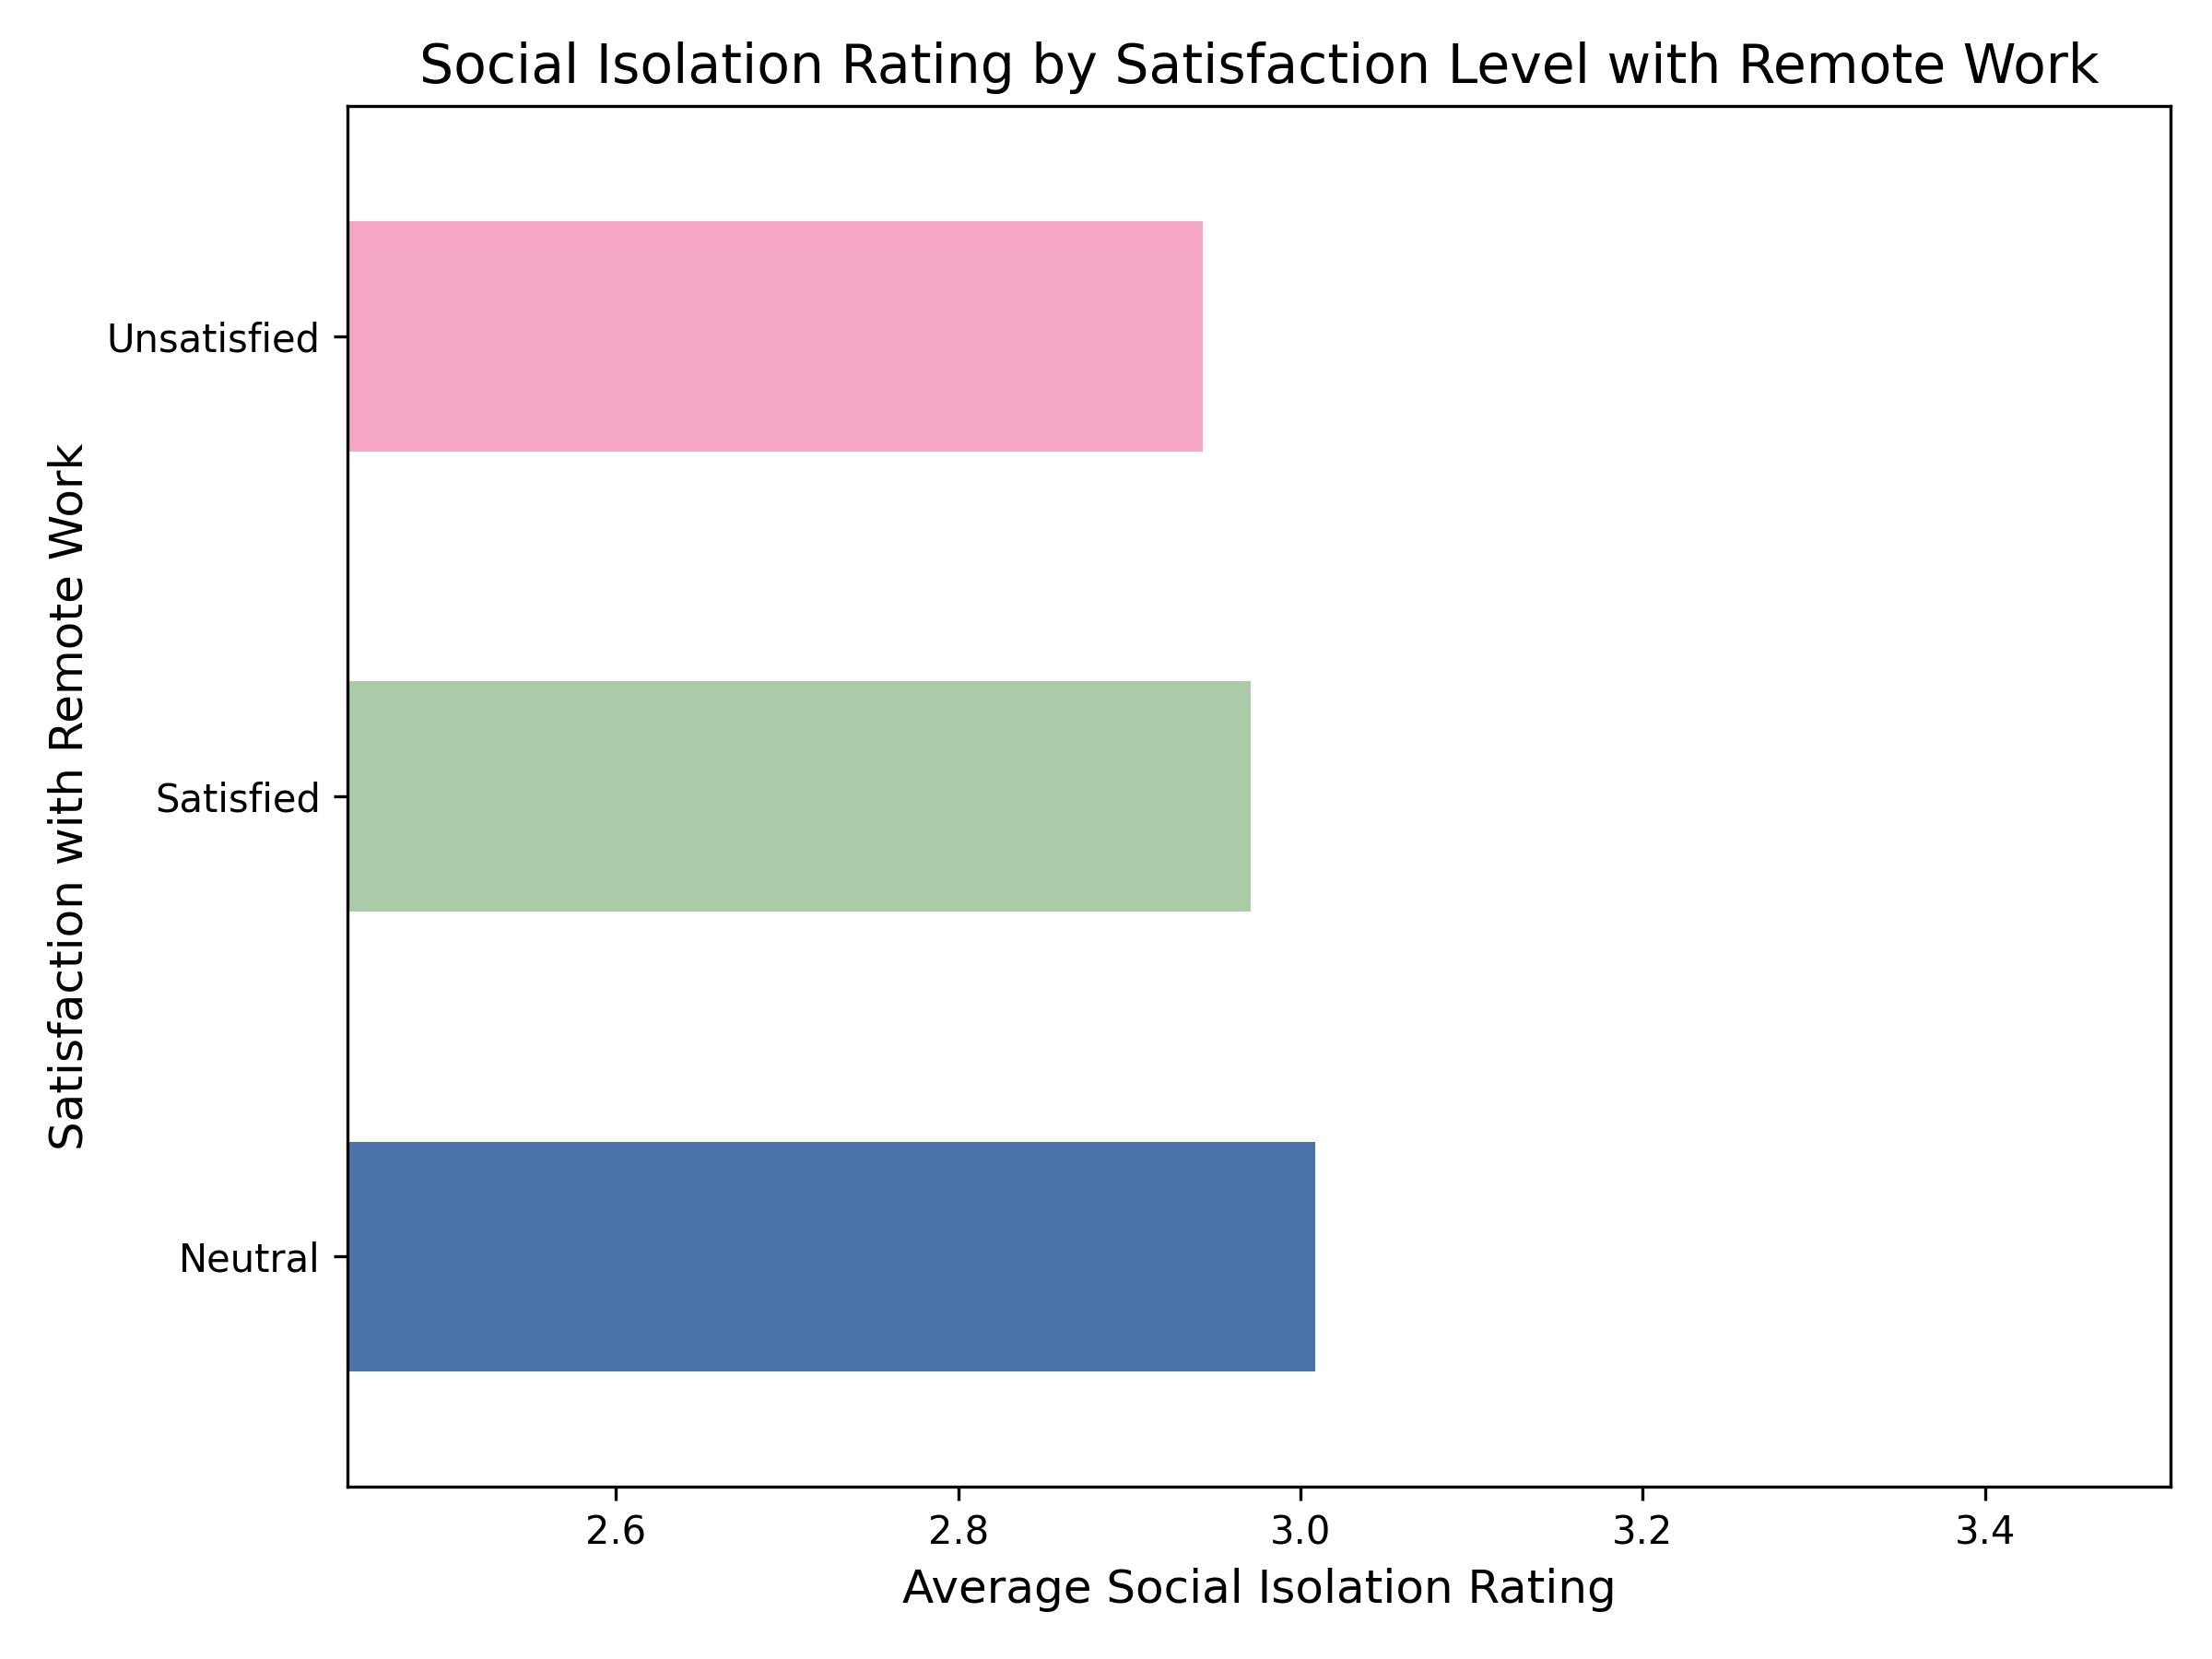 Social Isolation Rating by Satisfaction Level with Remote Work
Satisfaction with Remote Work
Unsatisfied
Satisfied
Neutral
2.6 2.8 3.0 3.2 3.4
Average Social Isolation Rating